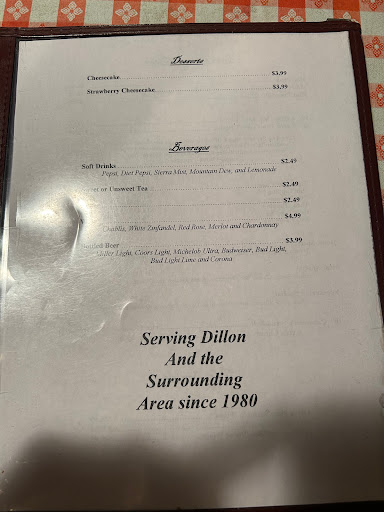 Desserts
Cheesecake $3.99
Strawberry Cheesecake $3.99
Beverages
Soft Drinks $2.49
Pepsi, Diet Pepsi, Sierra Mist, Mountain Dew, and Lemonade
or Unsweet Tea $2.49
$2.49
$4.99
Chablis, White Zinfandel, Red Rose, Merlot and Chardonnay
Beer $3.99
Miller Light, Coors Light, Michelob Ultra, Budweiser, Bud Light,
Bud Light Lime and Corona
Serving Dillon
And the
Surrounding
Area since 1980